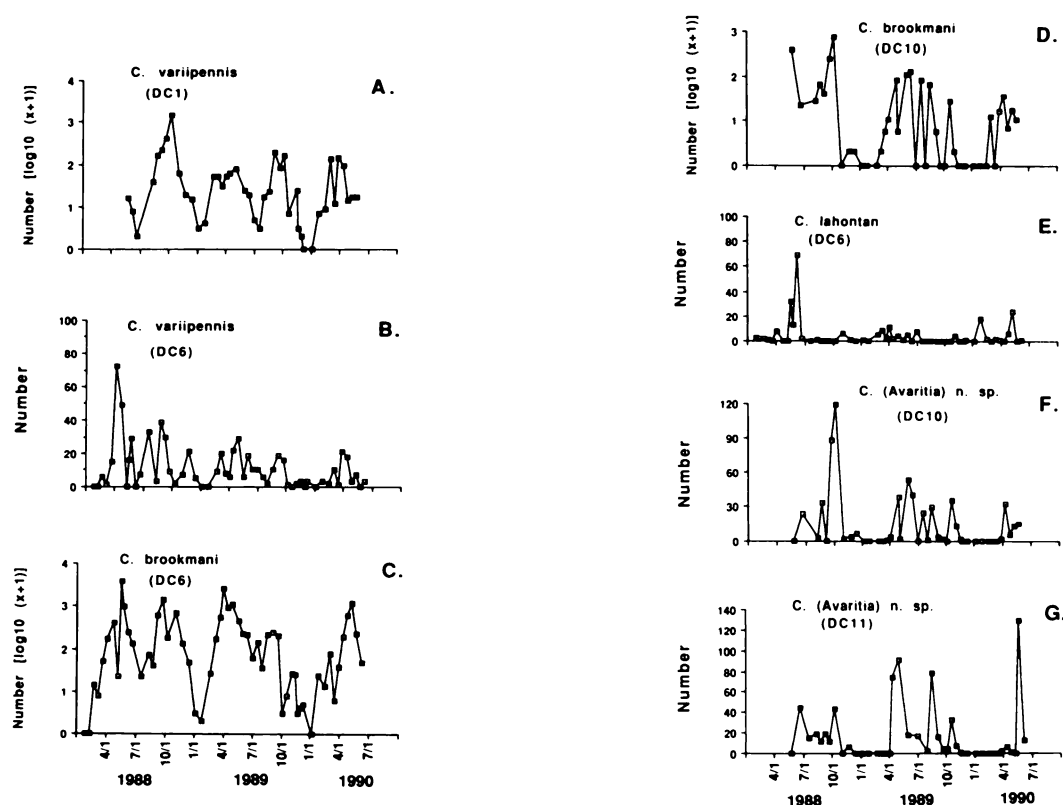 C. variipennis
(DC1)
A.
Number [log10 (x+1)]
4
3
2
1
0
C. variipennis
(DC6)
B.
Number
100
80
60
40
20
0
C. brookmani
(DC6)
C.
Number [log10 (x+1)]
4
3
2
1
0
4/1 7/1 10/1 1/1 4/1 7/1 10/1 1/1 4/1 7/1
1988 1989 1990
C. brookmani
(DC10)
D.
Number [log10 (x+1)]
3
2
1
0
C. lahontan
(DC6)
E.
Number
100
80
60
40
20
0
C. (Avaritia) n. sp.
(DC10)
F.
Number
120
90
60
30
0
C. (Avaritia) n. sp.
(DC11)
G.
Number
140
120
100
80
60
40
20
0
4/1 7/1 10/1 1/1 4/1 7/1 10/1 1/1 4/1 7/1
1988 1989 1990